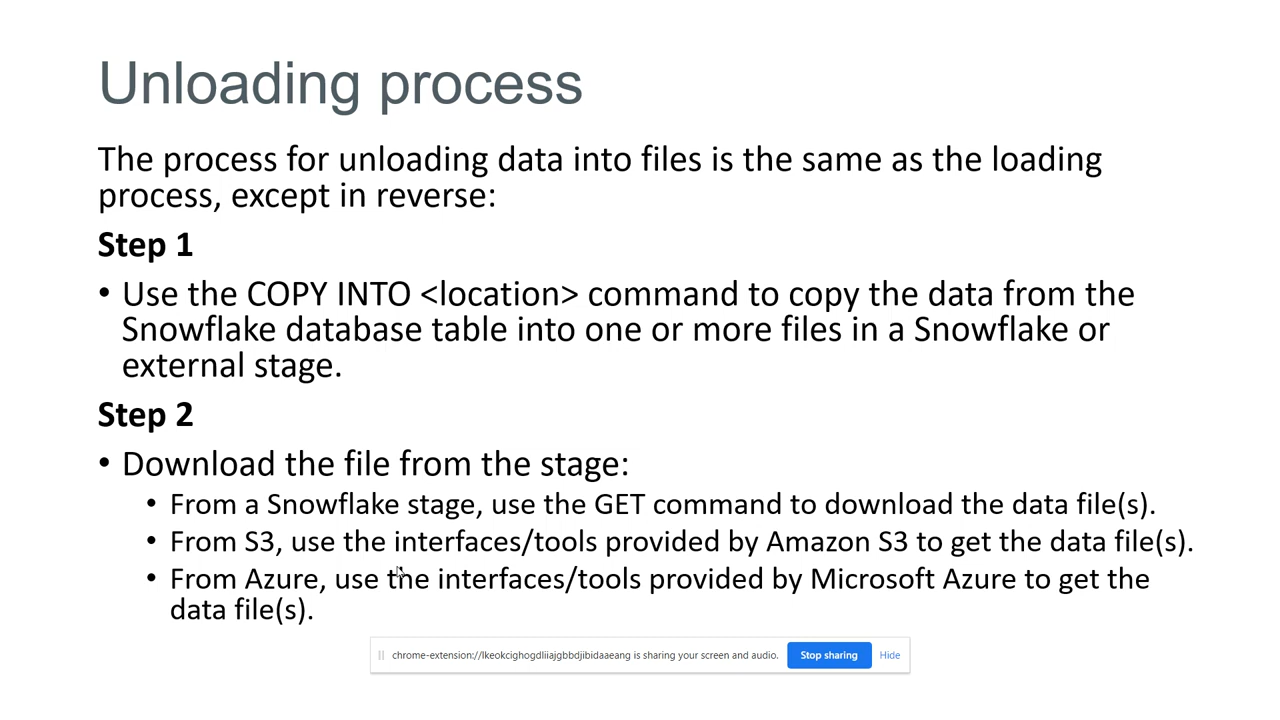 Unloading process
The process for unloading data into files is the same as the loading
process, except in reverse:
Step 1
• Use the COPY INTO <location> command to copy the data from the
Snowflake database table into one or more files in a Snowflake or
external stage.
Step 2
• Download the file from the stage:
• From a Snowflake stage, use the GET command to download the data file(s).
• From S3, use the interfaces/tools provided by Amazon S3 to get the data file(s).
• From Azure, use the interfaces/tools provided by Microsoft Azure to get the
data file(s).
chrome-extension://lkeokcighogdliiajgbbdjibidaaeang is sharing your screen and audio. Stop sharing Hide